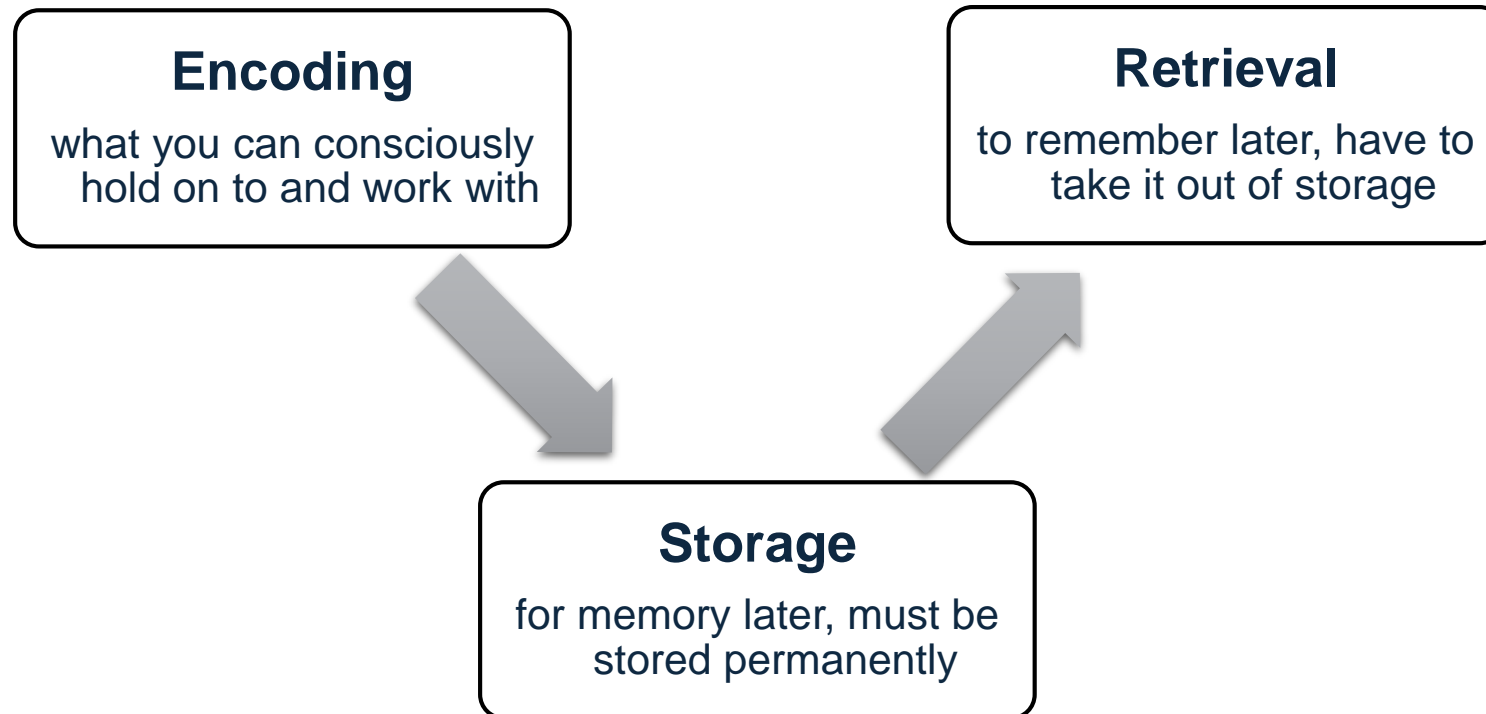 Encoding
what you can consciously
hold on to and work with
Retrieval
to remember later, have to
take it out of storage
Storage
for memory later, must be
stored permanently